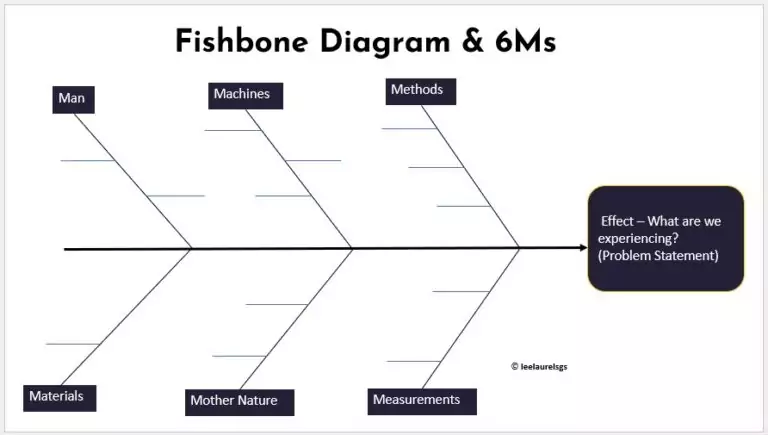 Fishbone Diagram & 6Ms
Man
Machines
Methods
Effect – What are we
experiencing?
(Problem Statement)
Materials
Mother Nature
Measurements
© leelaurelsgs